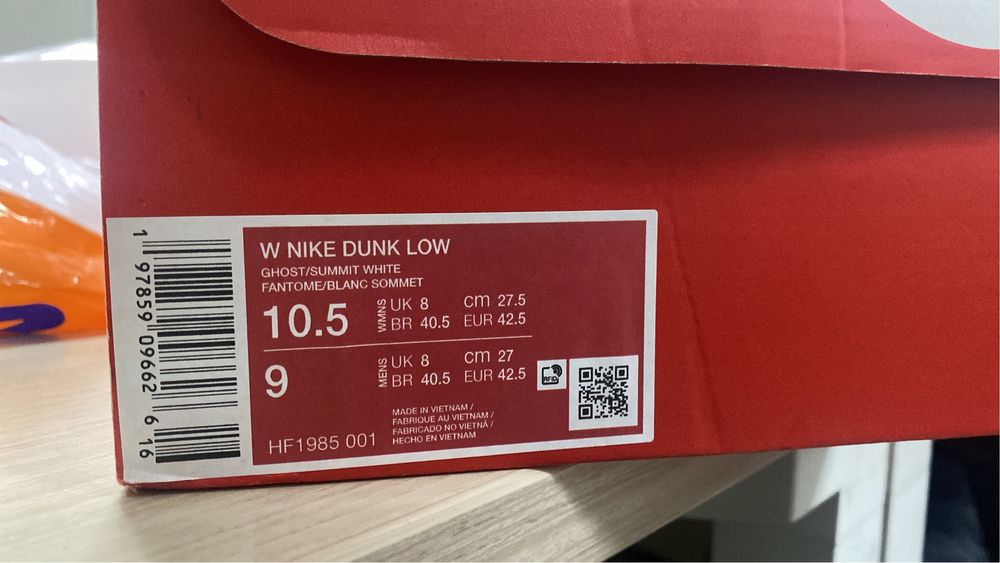 W NIKE DUNK LOW
GHOST/SUMMIT WHITE
FANTOME/BLANC SOMMET
10.5 WMNS UK 8 cm 27.5
BR 40.5 EUR 42.5
9 MENS UK 8 cm 27
BR 40.5 EUR 42.5
RFID
MADE IN VIETNAM /
FABRIQUE AU VIETNAM /
FABRICADO NO VIETNÃ /
HECHO EN VIETNAM
HF1985 001
1 97859 09662 6 16